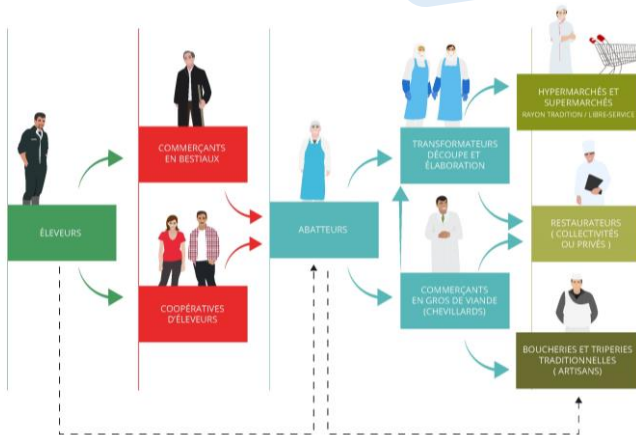 ÉLEVEURS
COMMERÇANTS
EN BESTIAUX
COOPÉRATIVES
D'ÉLEVEURS
ABATTEURS
TRANSFORMATEURS
DÉCOUPE ET
ÉLABORATION
COMMERÇANTS
EN GROS DE VIANDE
(CHEVILLARDS)
HYPERMARCHÉS ET
SUPERMARCHÉS
RAYON TRADITION / LIBRE-SERVICE
RESTAURATEURS
( COLLECTIVITÉS
OU PRIVÉS )
BOUCHERIES ET TRIPERIES
TRADITIONNELLES
( ARTISANS)